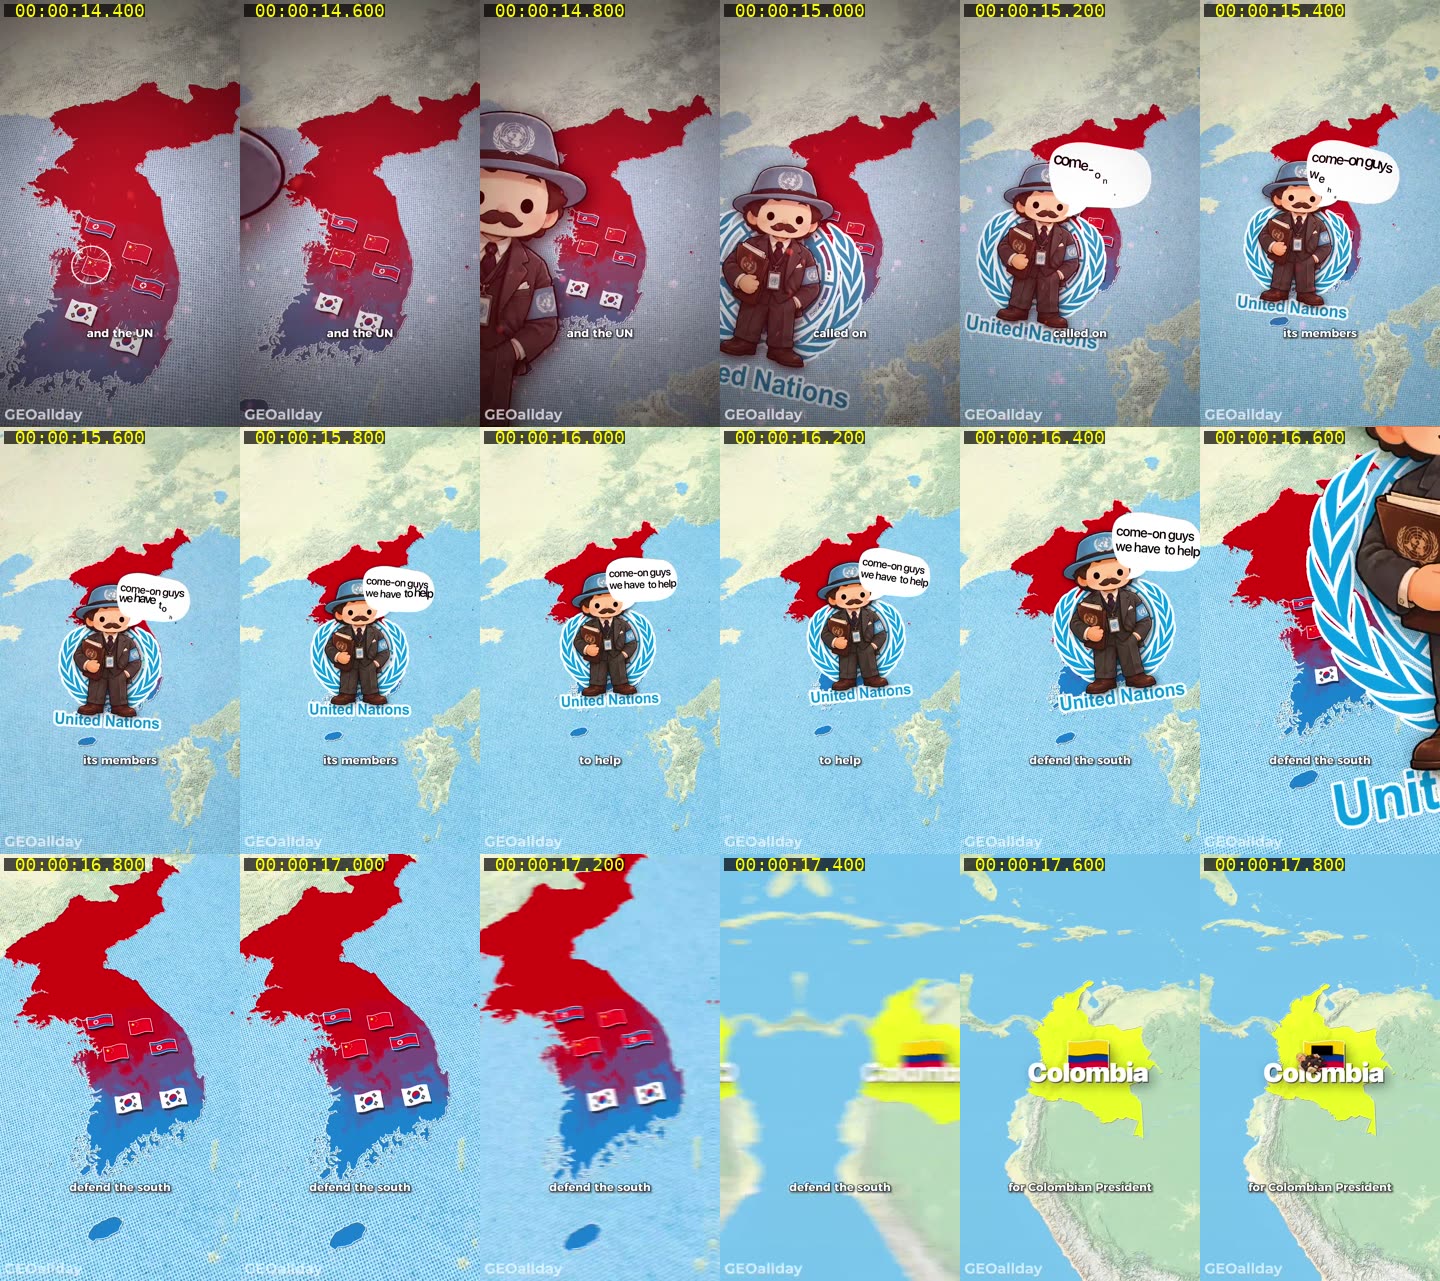 00:00:14.400
and the UN
GEOallday
00:00:14.600
and the UN
GEOallday
00:00:14.800
and the UN
GEOallday
00:00:15.000
ed Nations
called on
GEOallday
00:00:15.200
come-on
United Nations
called on
GEOallday
00:00:15.400
come-on guys
we h
United Nations
its members
GEOallday
00:00:15.600
come-on guys
we have to h
United Nations
its members
GEOallday
00:00:15.800
come-on guys
we have to help
United Nations
its members
GEOallday
00:00:16.000
come-on guys
we have to help
United Nations
to help
GEOallday
00:00:16.200
come-on guys
we have to help
United Nations
to help
GEOallday
00:00:16.400
come-on guys
we have to help
United Nations
defend the south
GEOallday
00:00:16.600
defend the south
Unit
GEOallday
00:00:16.800
defend the south
GEOallday
00:00:17.000
defend the south
GEOallday
00:00:17.200
defend the south
GEOallday
00:00:17.400
defend the south
GEOallday
00:00:17.600
Colombia
for Colombian President
GEOallday
00:00:17.800
Colombia
for Colombian President
GEOallday